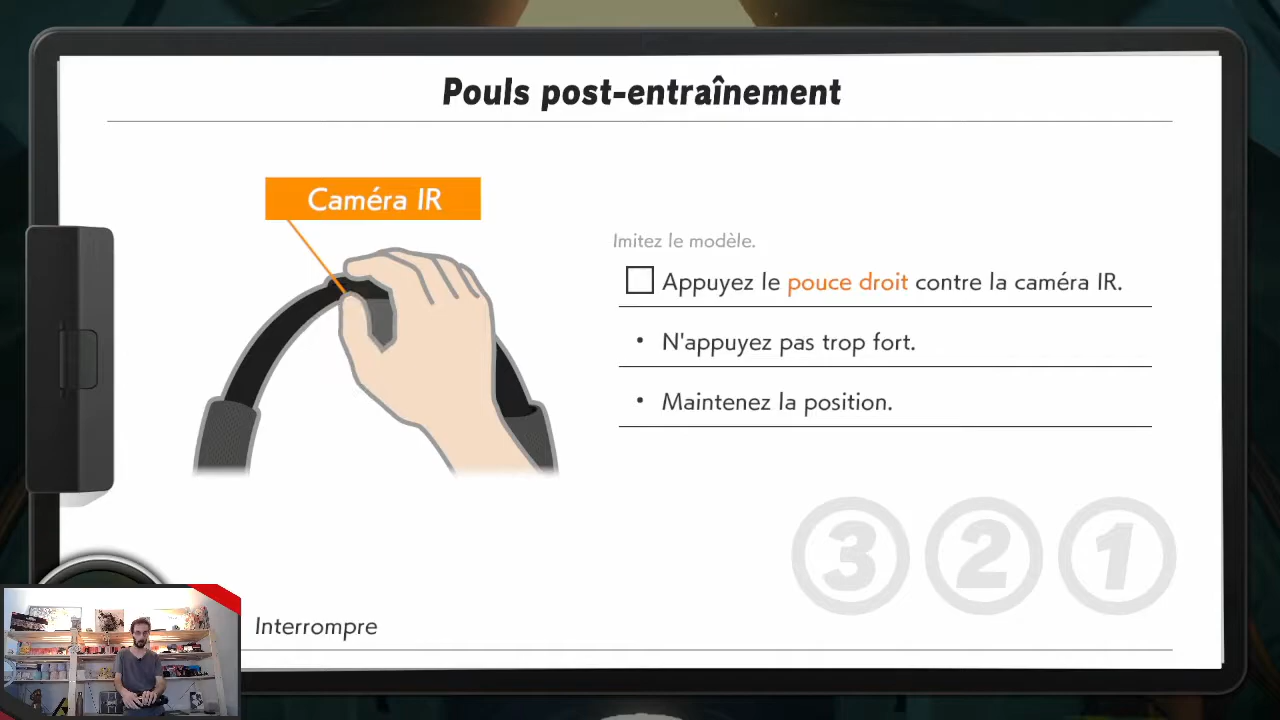 Pouls post-entraînement
Caméra IR
Imitez le modèle.
Appuyez le pouce droit contre la caméra IR.
• N'appuyez pas trop fort.
• Maintenez la position.
3 2 1
Interrompre